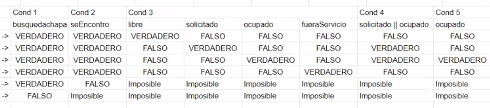 Cond 1 Cond 2 Cond 3 Cond 4 Cond 5
busquedachapa seEncontro libre solicitado ocupado fueraServicio solicitado || ocupado ocupado
-> VERDADERO VERDADERO VERDADERO FALSO FALSO FALSO FALSO FALSO
-> VERDADERO VERDADERO FALSO VERDADERO FALSO FALSO VERDADERO FALSO
-> VERDADERO VERDADERO FALSO FALSO VERDADERO FALSO VERDADERO VERDADERO
-> VERDADERO VERDADERO FALSO FALSO FALSO VERDADERO FALSO FALSO
-> VERDADERO FALSO Imposible Imposible Imposible Imposible Imposible Imposible
-> FALSO Imposible Imposible Imposible Imposible Imposible Imposible Imposible